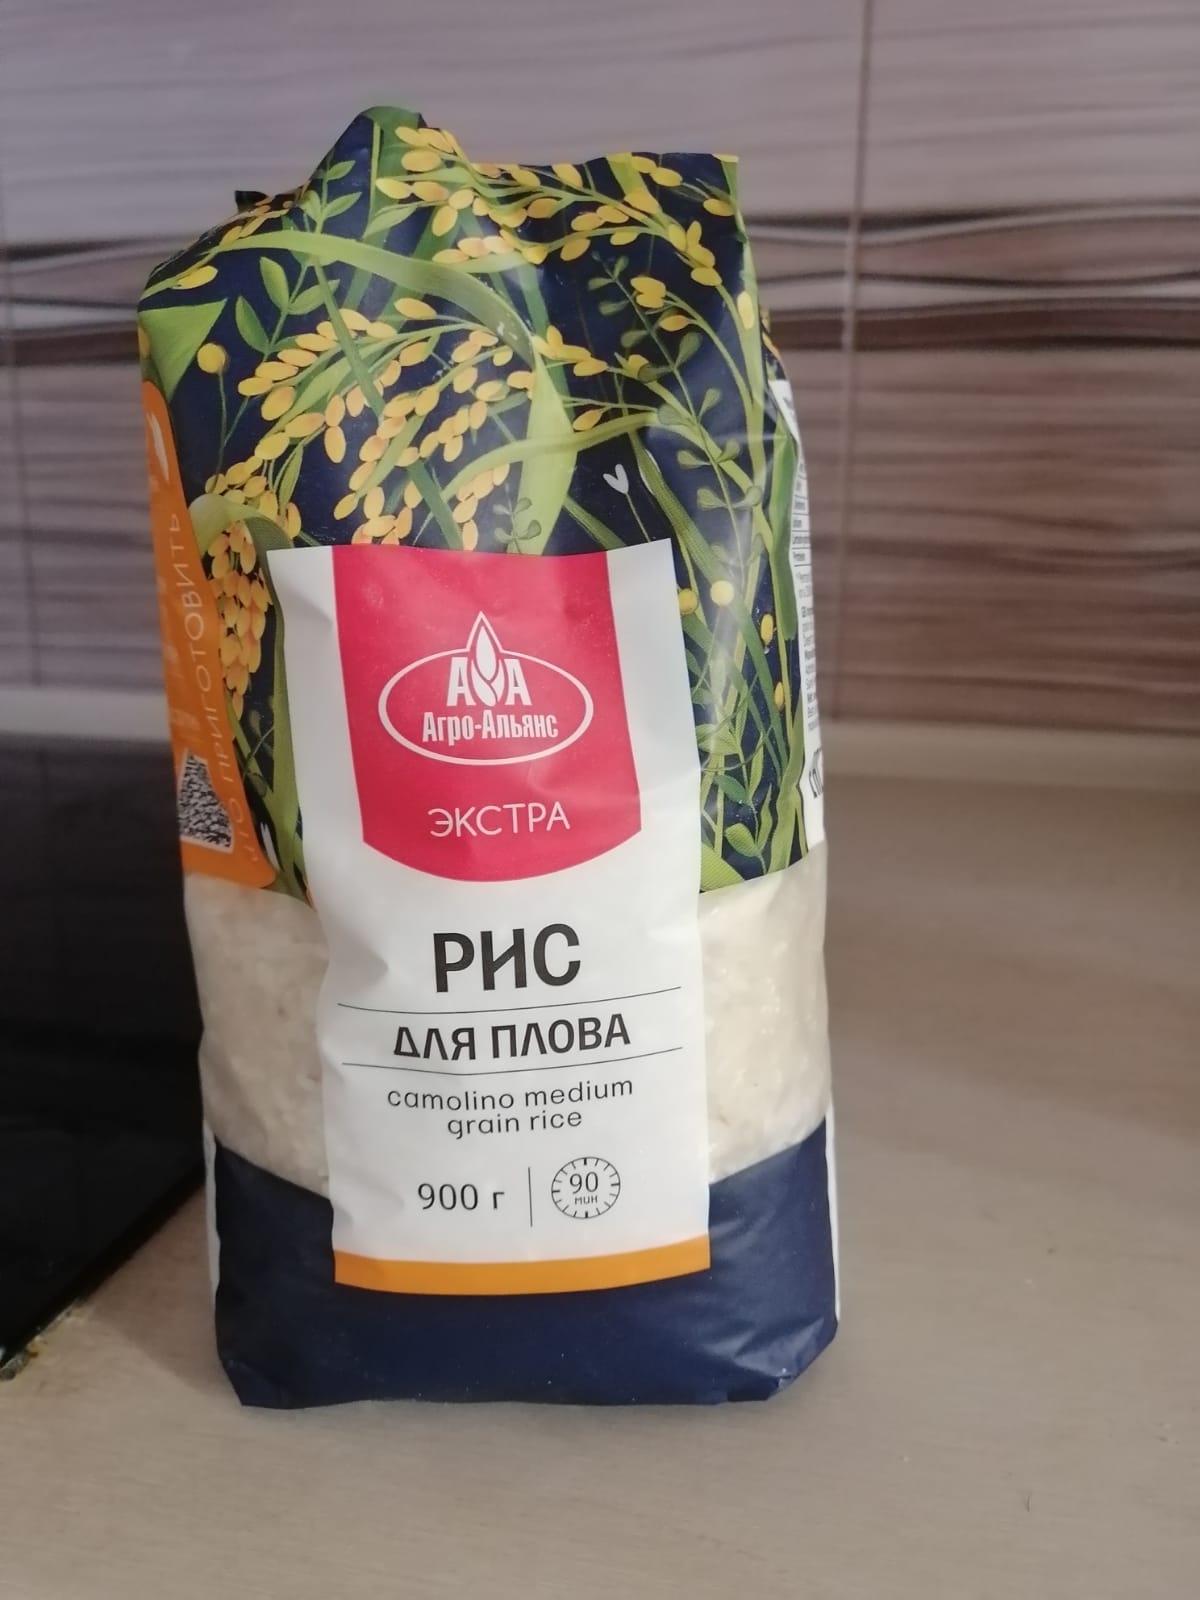 ЧТО ПРИГОТОВИТЬ
АА
Агро-Альянс
ЭКСТРА
РИС
ДЛЯ ПЛОВА
camolino medium
grain rice
900 г
90
мин